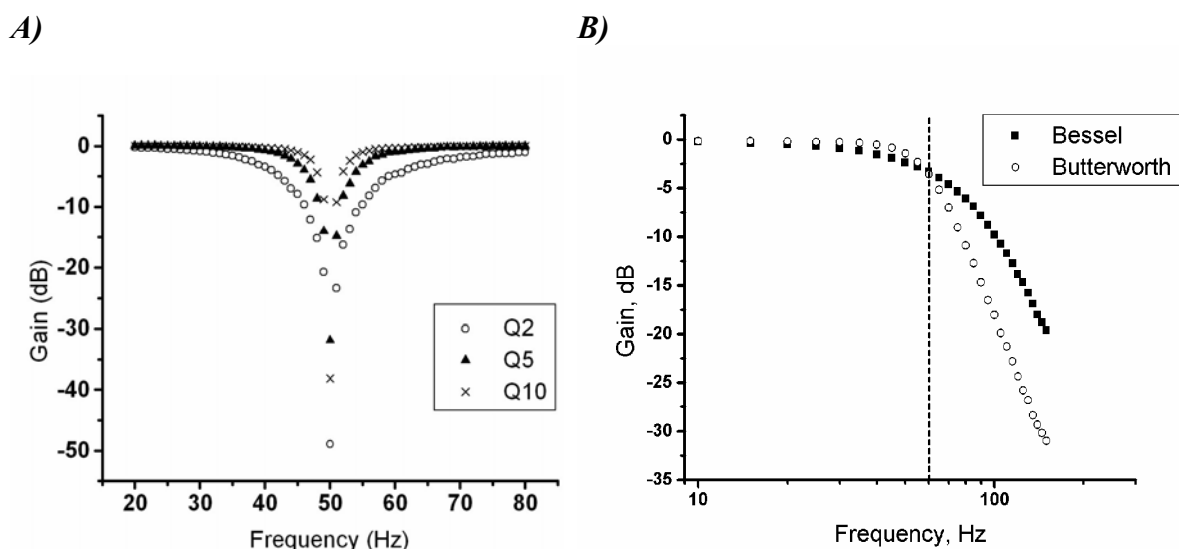 A)
B)
0
-10
-20
-30
-40
-50
Gain (dB)
20 30 40 50 60 70 80
Frequency (Hz)
Q2
Q5
Q10
0
-5
-10
-15
-20
-25
-30
-35
Gain, dB
10 100
Frequency, Hz
Bessel
Butterworth